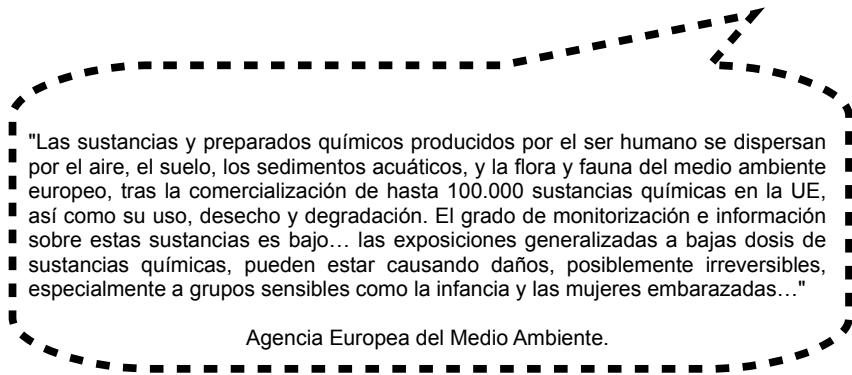 "Las sustancias y preparados químicos producidos por el ser humano se dispersan
por el aire, el suelo, los sedimentos acuáticos, y la flora y fauna del medio ambiente
europeo, tras la comercialización de hasta 100.000 sustancias químicas en la UE,
así como su uso, desecho y degradación. El grado de monitorización e información
sobre estas sustancias es bajo… las exposiciones generalizadas a bajas dosis de
sustancias químicas, pueden estar causando daños, posiblemente irreversibles,
especialmente a grupos sensibles como la infancia y las mujeres embarazadas…"
Agencia Europea del Medio Ambiente.